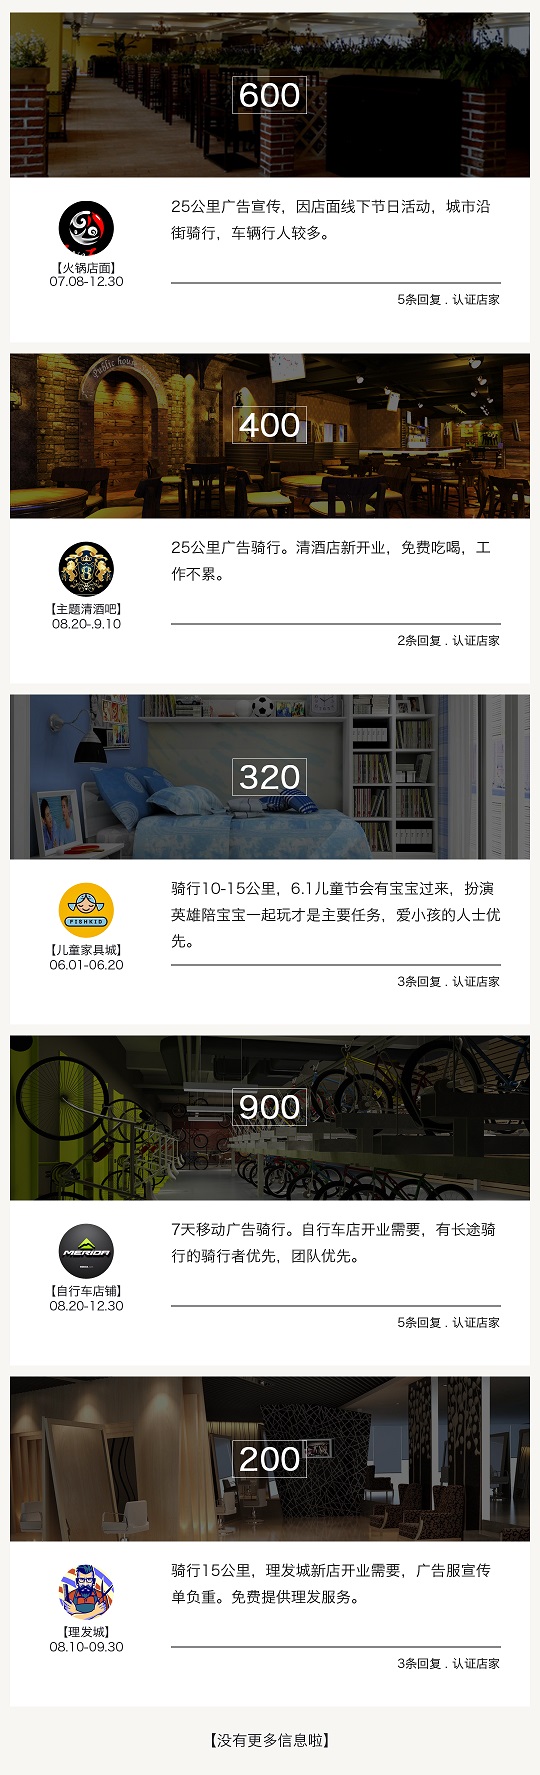 600
25公里广告宣传，因店面线下节日活动，城市沿
街骑行，车辆行人较多。
【火锅店面】
07.08-12.30
5条回复 . 认证店家
Public house
400
25公里广告骑行。清酒店新开业，免费吃喝，工
作不累。
【主题清酒吧】
08.20-.9.10
2条回复 . 认证店家
320
骑行10-15公里，6.1儿童节会有宝宝过来，扮演
英雄陪宝宝一起玩才是主要任务，爱小孩的人士优
先。
FISHKID
【儿童家具城】
06.01-06.20
3条回复 . 认证店家
900
7天移动广告骑行。自行车店开业需要，有长途骑
行的骑行者优先，团队优先。
MERIDA
【自行车店铺】
08.20-12.30
5条回复 . 认证店家
200
骑行15公里，理发城新店开业需要，广告服宣传
单负重。免费提供理发服务。
【理发城】
08.10-09.30
3条回复 . 认证店家
【没有更多信息啦】